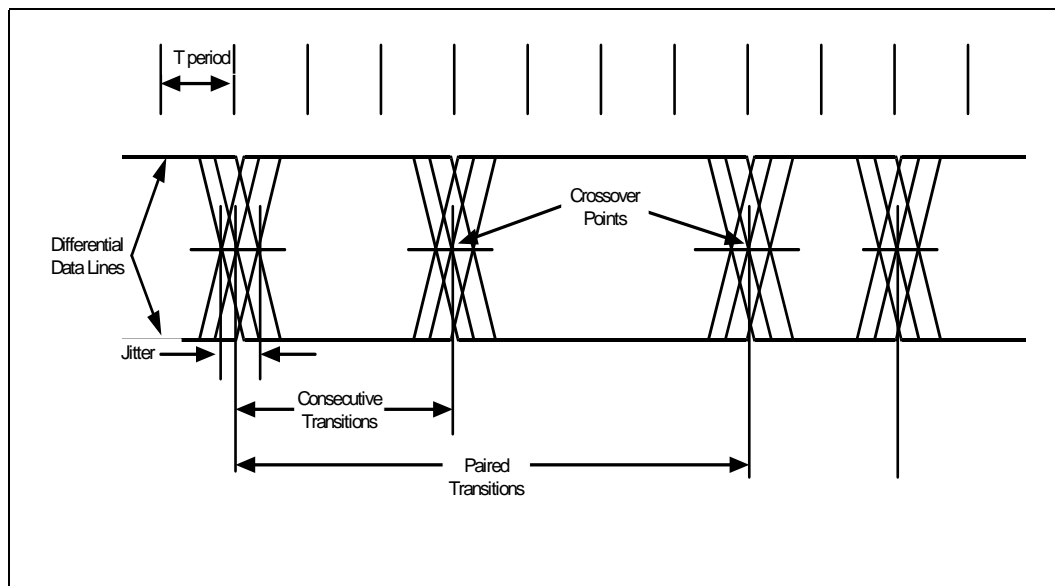 T period
Crossover
Points
Differential
Data Lines
Jitter
Consecutive
Transitions
Paired
Transitions